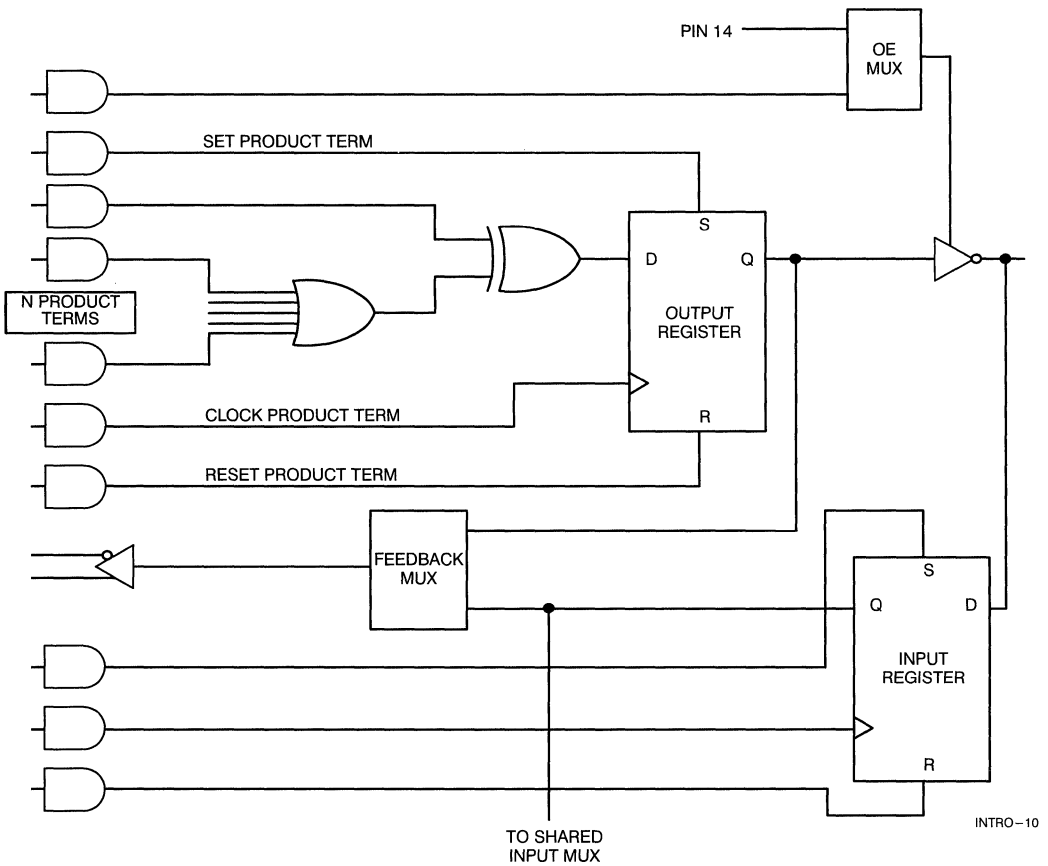 PIN 14
OE
MUX
SET PRODUCT TERM
S
D
Q
OUTPUT
REGISTER
N PRODUCT
TERMS
CLOCK PRODUCT TERM
R
RESET PRODUCT TERM
FEEDBACK
MUX
S
Q
D
INPUT
REGISTER
R
INTRO–10
TO SHARED
INPUT MUX